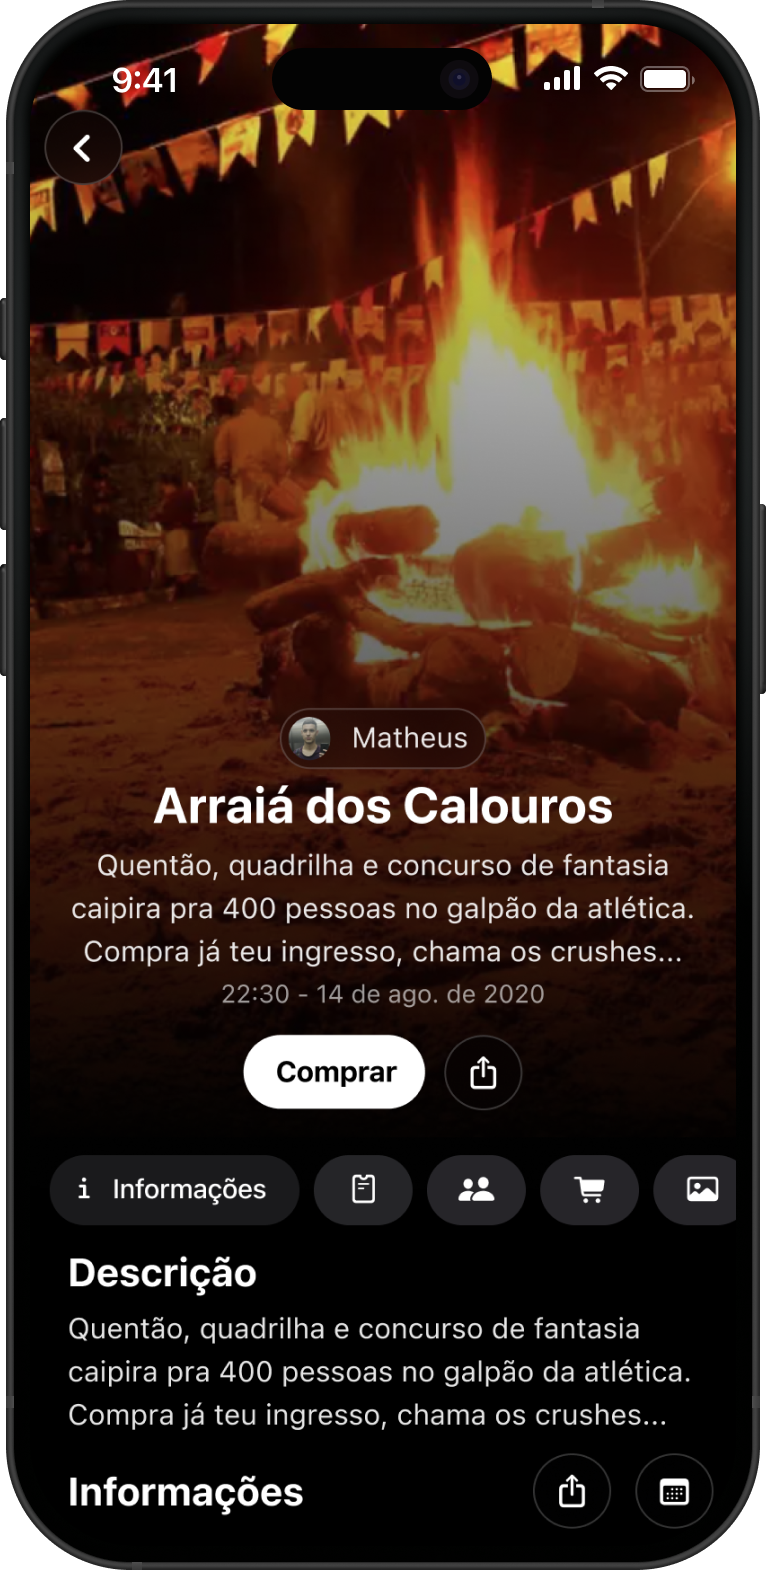 9:41
Matheus
Arraiá dos Calouros
Quentão, quadrilha e concurso de fantasia
caipira pra 400 pessoas no galpão da atlética.
Compra já teu ingresso, chama os crushes...
22:30 - 14 de ago. de 2020
Comprar
Informações
Descrição
Quentão, quadrilha e concurso de fantasia
caipira pra 400 pessoas no galpão da atlética.
Compra já teu ingresso, chama os crushes...
Informações